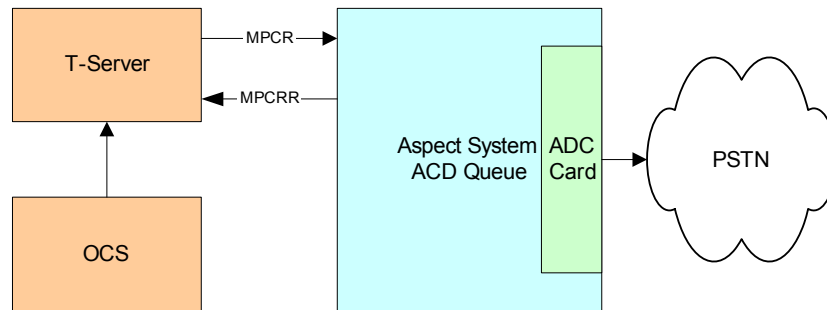 T-Server
MPCR
MPCRR
Aspect System
ACD Queue
ADC
Card
PSTN
OCS